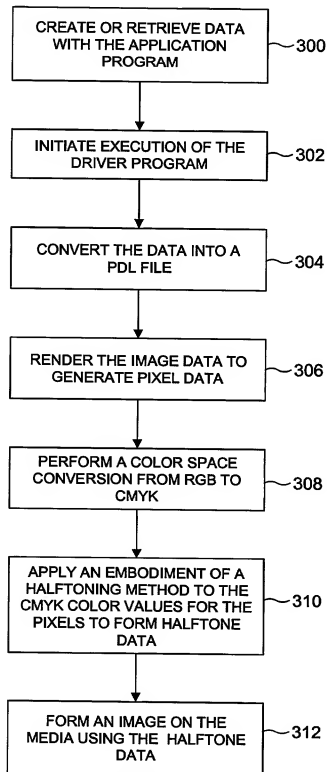 CREATE OR RETRIEVE DATA
WITH THE APPLICATION
PROGRAM
300
INITIATE EXECUTION OF THE
DRIVER PROGRAM
302
CONVERT THE DATA INTO A
PDL FILE
304
RENDER THE IMAGE DATA TO
GENERATE PIXEL DATA
306
PERFORM A COLOR SPACE
CONVERSION FROM RGB TO
CMYK
308
APPLY AN EMBODIMENT OF A
HALFTONING METHOD TO THE
CMYK COLOR VALUES FOR THE
PIXELS TO FORM HALFTONE
DATA
310
FORM AN IMAGE ON THE
MEDIA USING THE HALFTONE
DATA
312